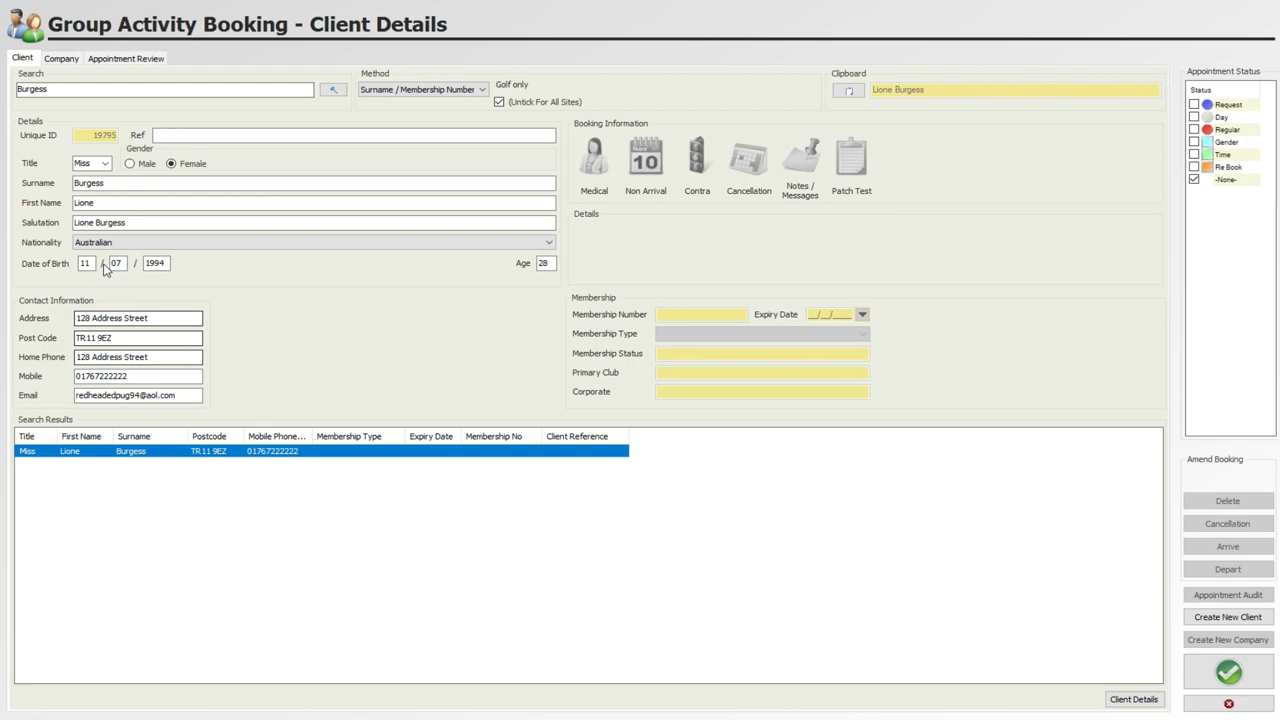 Group Activity Booking - Client Details
Client Company Appointment Review
Search
Burgess
Method
Surname / Membership Number
Golf only
(Untick For All Sites)
Clipboard
Lione Burgess
Details
Unique ID 19795 Ref
Title Miss
Gender
Male Female
Surname Burgess
First Name Lione
Salutation Lione Burgess
Nationality Australian
Date of Birth 11 / 07 / 1994 Age 28
Booking Information
10
Medical Non Arrival Contra Cancellation Notes / Messages Patch Test
Details
Contact Information
Address 128 Address Street
Post Code TR11 9EZ
Home Phone 128 Address Street
Mobile 01767222222
Email redheadedpug94@aol.com
Membership
Membership Number Expiry Date __/__/____
Membership Type
Membership Status
Primary Club
Corporate
Search Results
Title First Name Surname Postcode Mobile Phone... Membership Type Expiry Date Membership No Client Reference
Miss Lione Burgess TR11 9EZ 01767222222
Client Details
Appointment Status
Status
Request
Day
Regular
Gender
Time
Re Book
-None-
Amend Booking
Delete
Cancellation
Arrive
Depart
Appointment Audit
Create New Client
Create New Company